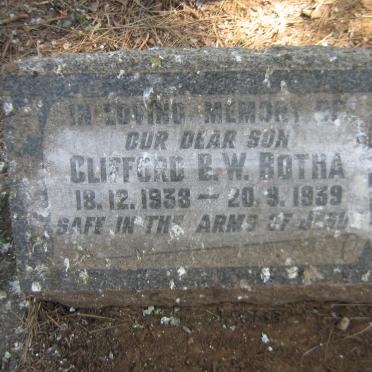 IN LOVING MEMORY OF
OUR DEAR SON
CLIFFORD B.W. BOTHA
18.12.1938 — 20.9.1939
SAFE IN THE ARMS OF JESUS